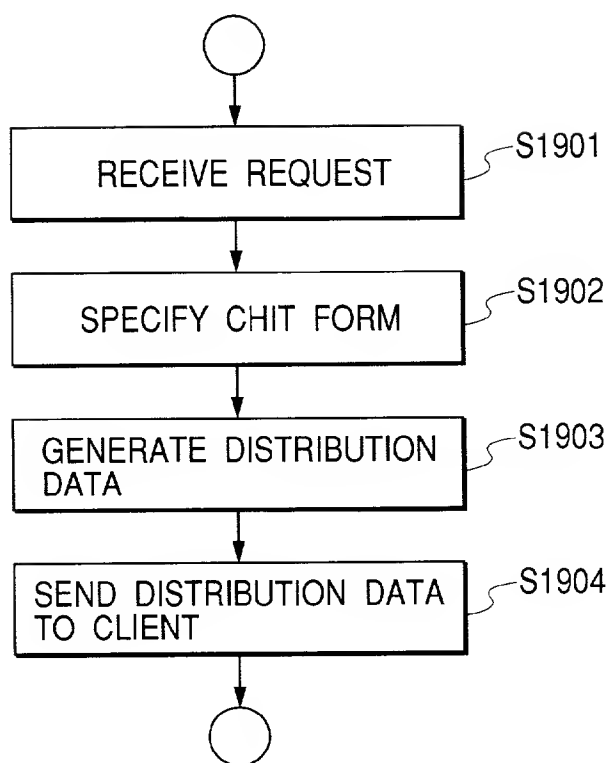 RECEIVE REQUEST
S1901
SPECIFY CHIT FORM
S1902
GENERATE DISTRIBUTION
DATA
S1903
SEND DISTRIBUTION DATA
TO CLIENT
S1904